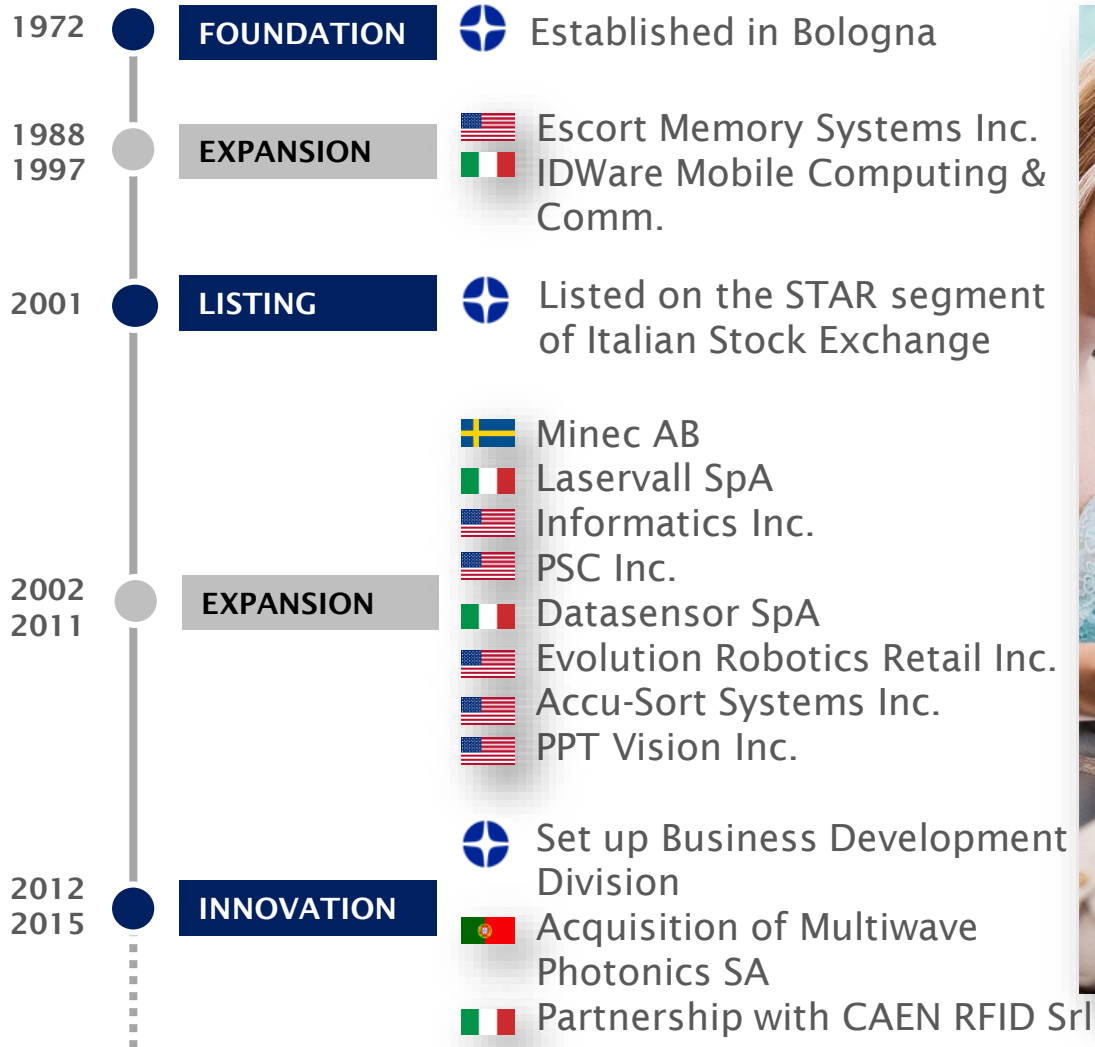 1972
FOUNDATION
Established in Bologna
1988
1997
EXPANSION
Escort Memory Systems Inc.
IDWare Mobile Computing &
Comm.
2001
LISTING
Listed on the STAR segment
of Italian Stock Exchange
2002
2011
EXPANSION
Minec AB
Laservall SpA
Informatics Inc.
PSC Inc.
Datasensor SpA
Evolution Robotics Retail Inc.
Accu-Sort Systems Inc.
PPT Vision Inc.
2012
2015
INNOVATION
Set up Business Development
Division
Acquisition of Multiwave
Photonics SA
Partnership with CAEN RFID Srl